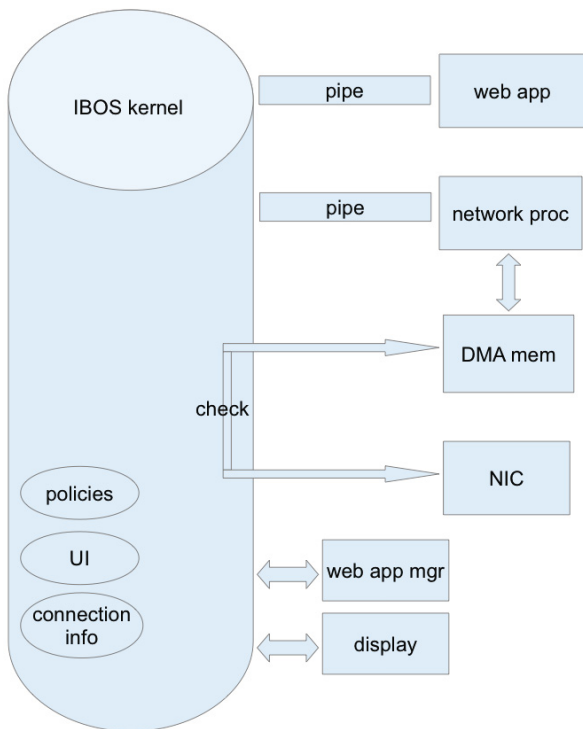 IBOS kernel
pipe
web app
pipe
network proc
DMA mem
check
NIC
policies
UI
web app mgr
connection
info
display